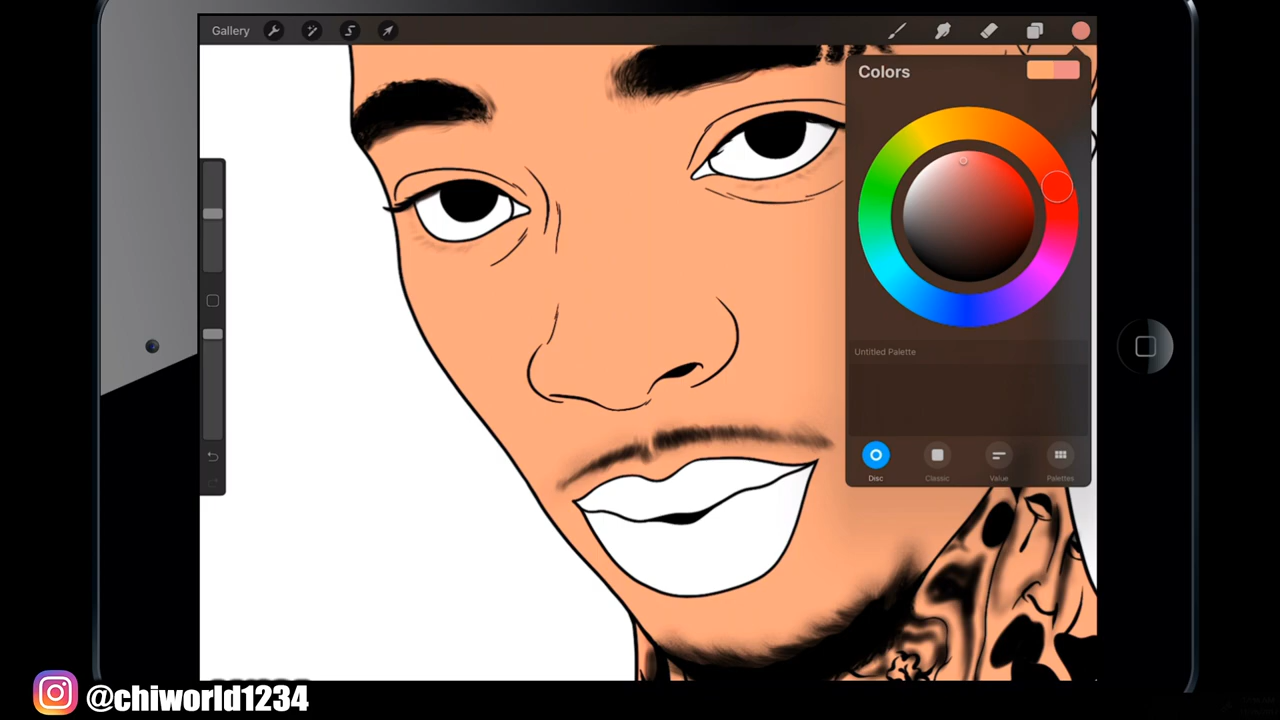 Gallery
Colors
Untitled Palette
Disc
Classic
Value
Palettes
@chiworld1234